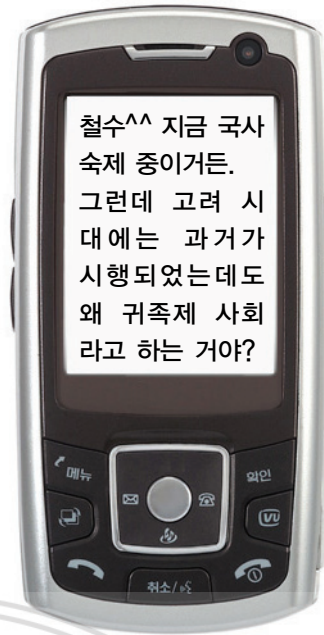 철수^^ 지금 국사
숙제 중이거든.
그런데 고려 시
대에는 과거가
시행되었는데도
왜 귀족제 사회
라고 하는 거야?
메뉴
확인
취소/